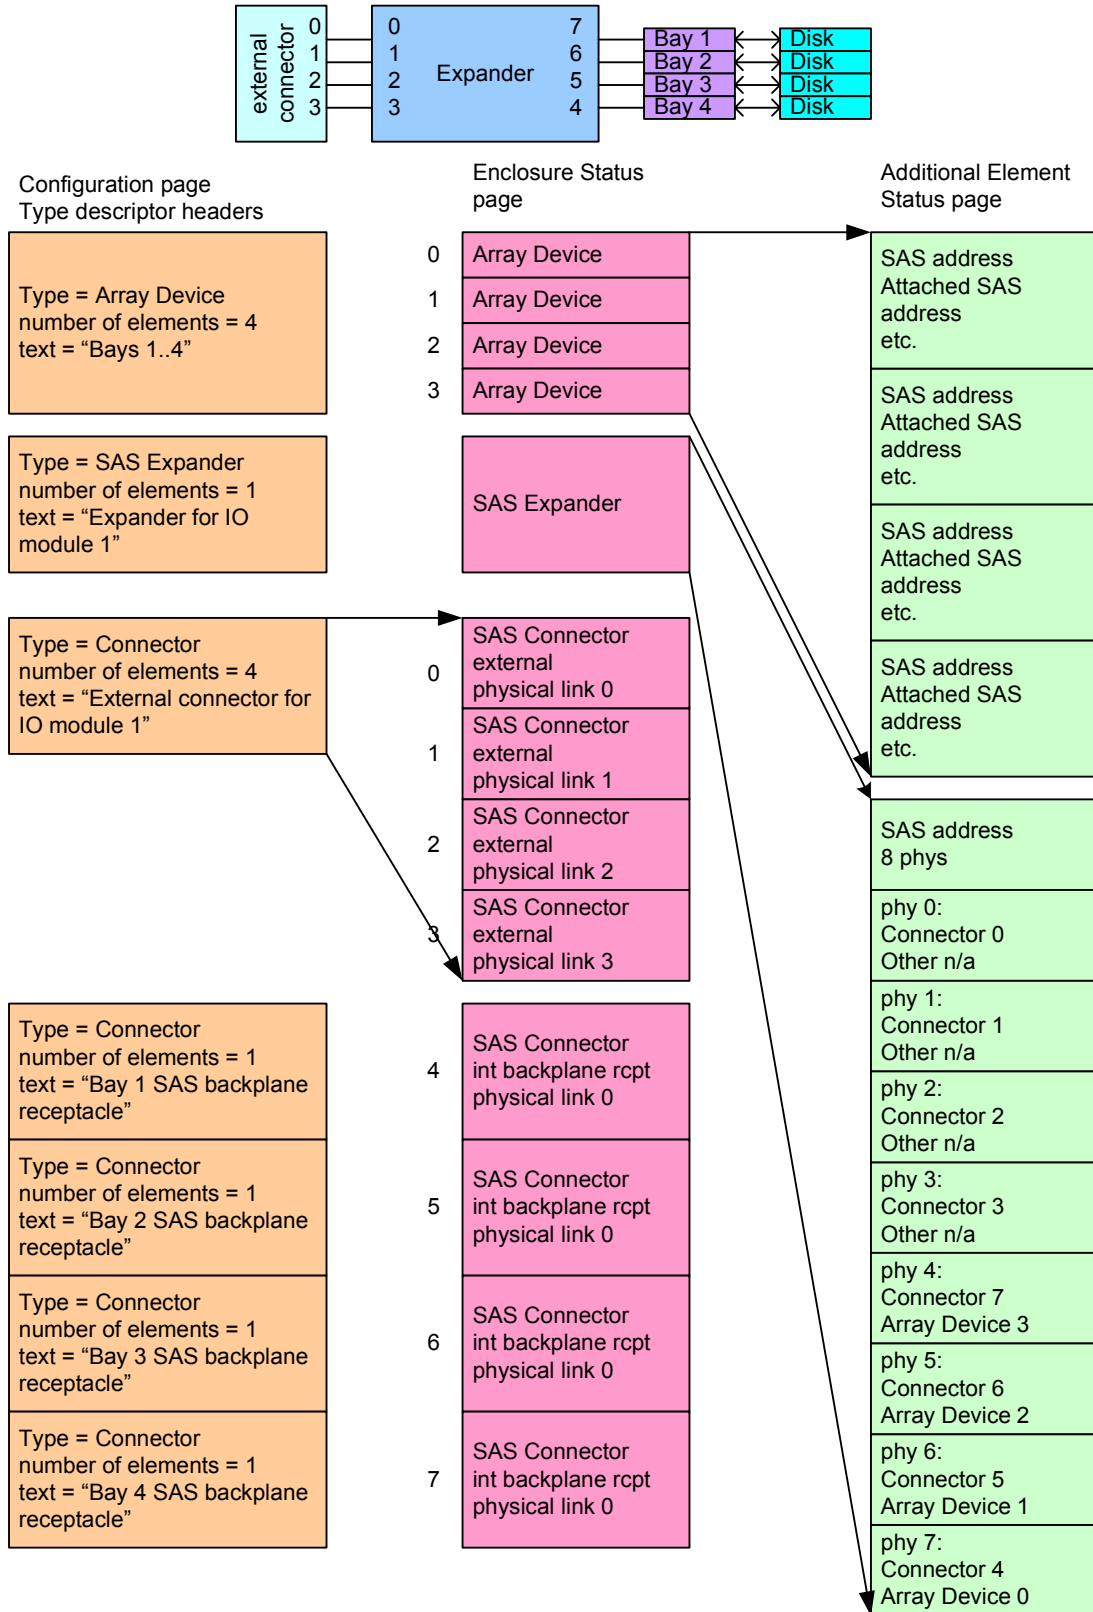 external
connector
0
1
2
3
0
1
2
3
Expander
7
6
5
4
Bay 1
Bay 2
Bay 3
Bay 4
Disk
Disk
Disk
Disk
Configuration page
Type descriptor headers
Enclosure Status
page
Additional Element
Status page
Type = Array Device
number of elements = 4
text = “Bays 1..4”
Type = SAS Expander
number of elements = 1
text = “Expander for IO
module 1”
Type = Connector
number of elements = 4
text = “External connector for
IO module 1”
Type = Connector
number of elements = 1
text = “Bay 1 SAS backplane
receptacle”
Type = Connector
number of elements = 1
text = “Bay 2 SAS backplane
receptacle”
Type = Connector
number of elements = 1
text = “Bay 3 SAS backplane
receptacle”
Type = Connector
number of elements = 1
text = “Bay 4 SAS backplane
receptacle”
0 Array Device
1 Array Device
2 Array Device
3 Array Device
SAS Expander
0
SAS Connector
external
physical link 0
1
SAS Connector
external
physical link 1
2
SAS Connector
external
physical link 2
3
SAS Connector
external
physical link 3
4
SAS Connector
int backplane rcpt
physical link 0
5
SAS Connector
int backplane rcpt
physical link 0
6
SAS Connector
int backplane rcpt
physical link 0
7
SAS Connector
int backplane rcpt
physical link 0
SAS address
Attached SAS
address
etc.
SAS address
Attached SAS
address
etc.
SAS address
Attached SAS
address
etc.
SAS address
Attached SAS
address
etc.
SAS address
8 phys
phy 0:
Connector 0
Other n/a
phy 1:
Connector 1
Other n/a
phy 2:
Connector 2
Other n/a
phy 3:
Connector 3
Other n/a
phy 4:
Connector 7
Array Device 3
phy 5:
Connector 6
Array Device 2
phy 6:
Connector 5
Array Device 1
phy 7:
Connector 4
Array Device 0